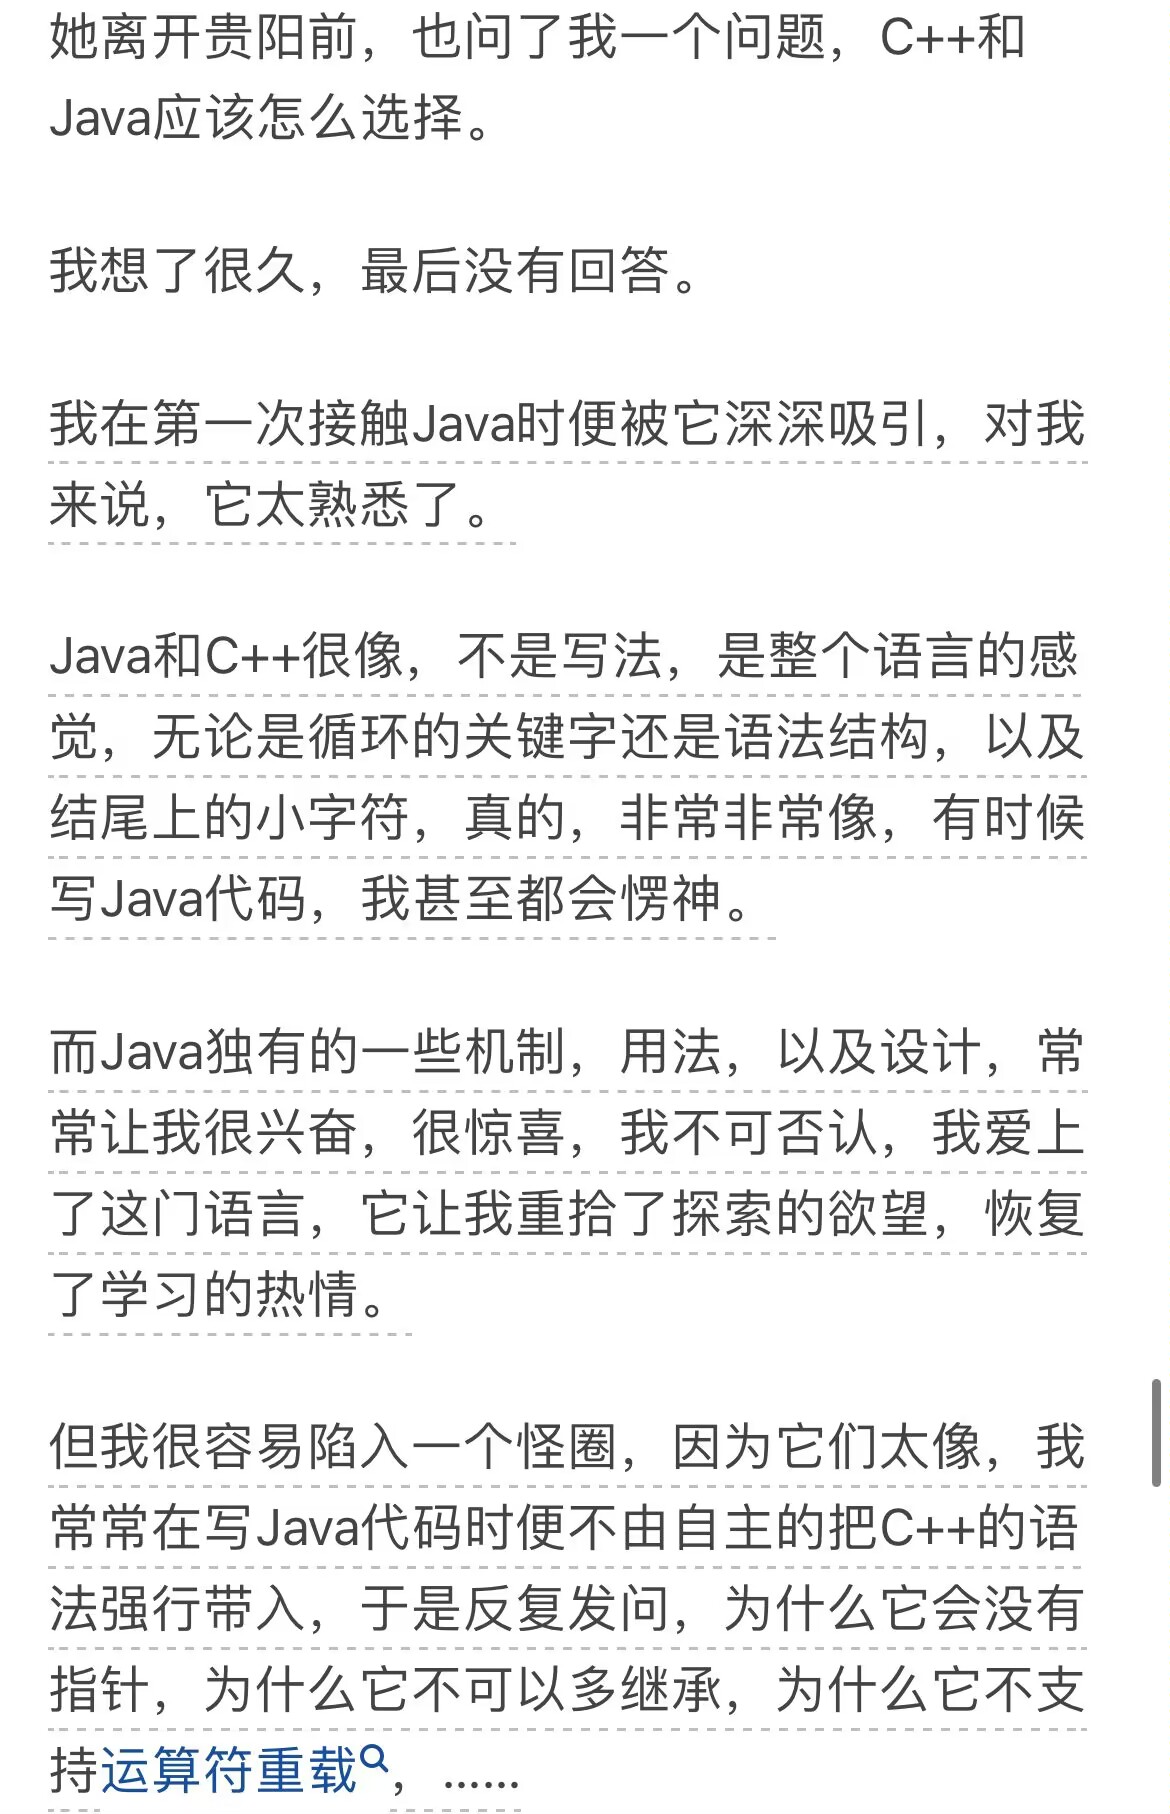 她离开贵阳前，也问了我一个问题，C++和
Java应该怎么选择。
我想了很久，最后没有回答。
我在第一次接触Java时便被它深深吸引，对我
来说，它太熟悉了。
Java和C++很像，不是写法，是整个语言的感
觉，无论是循环的关键字还是语法结构，以及
结尾上的小字符，真的，非常非常像，有时候
写Java代码，我甚至都会愣神。
而Java独有的一些机制，用法，以及设计，常
常让我很兴奋，很惊喜，我不可否认，我爱上
了这门语言，它让我重拾了探索的欲望，恢复
了学习的热情。
但我很容易陷入一个怪圈，因为它们太像，我
常常在写Java代码时便不由自主的把C++的语
法强行带入，于是反复发问，为什么它会没有
指针，为什么它不可以多继承，为什么它不支
持运算符重载，……